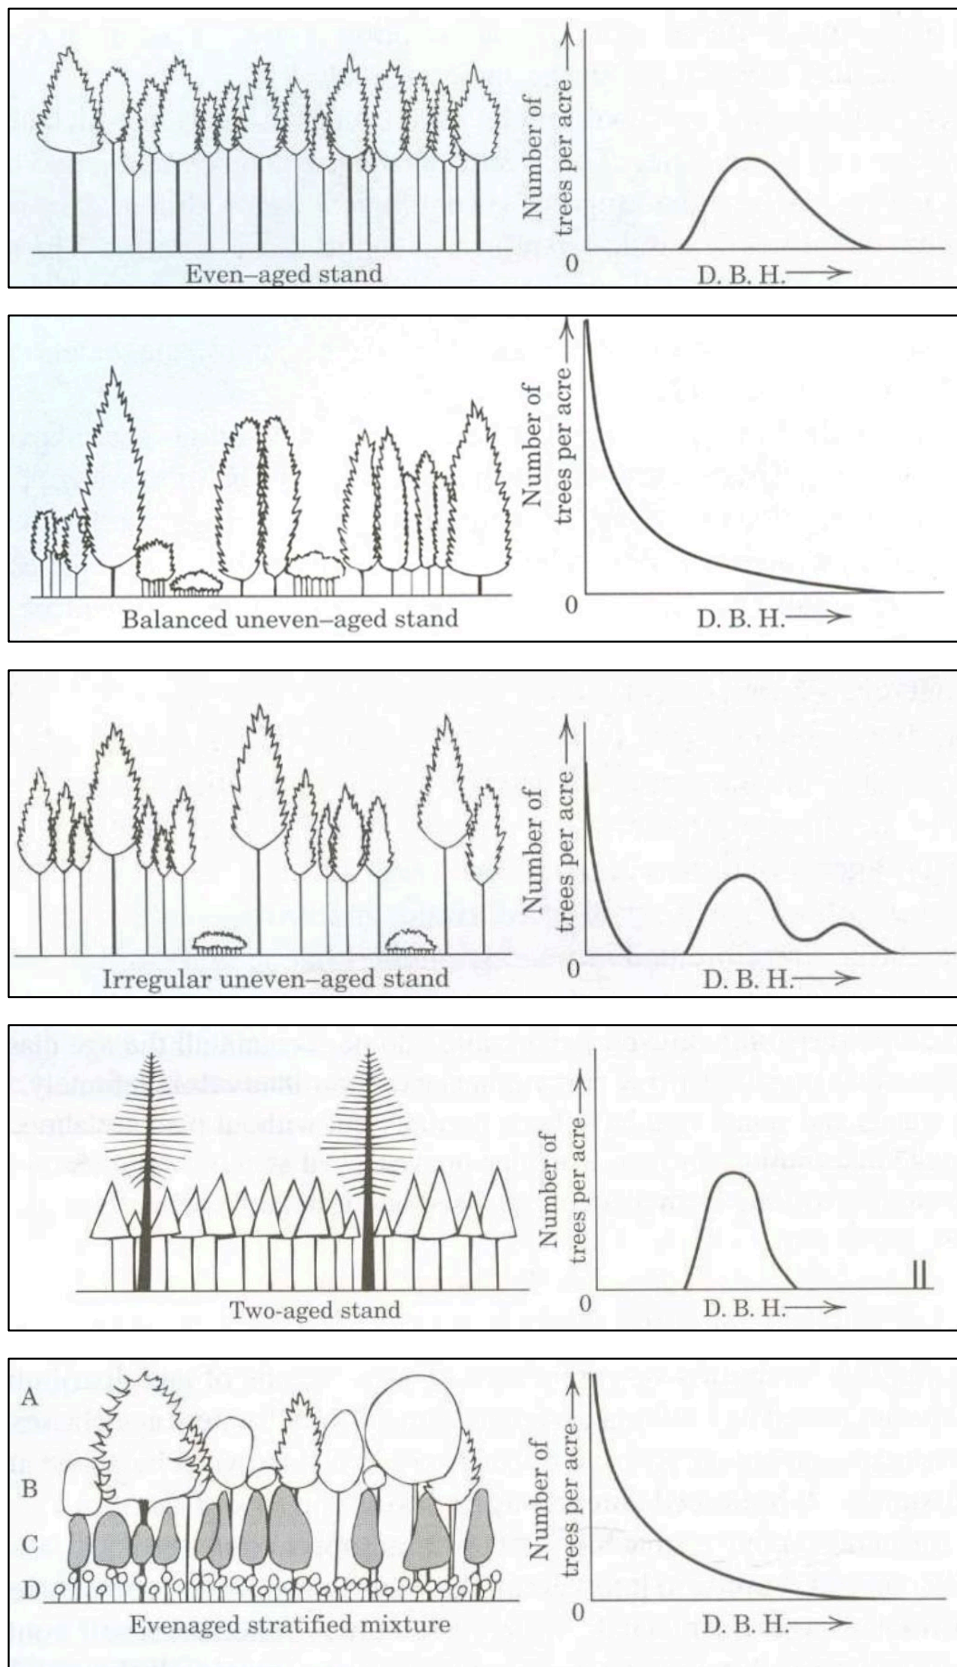 Number of
trees per acre
0
D. B. H.
Even–aged stand
Number of
trees per acre
0
D. B. H.
Balanced uneven–aged stand
Number of
trees per acre
0
D. B. H.
Irregular uneven–aged stand
Number of
trees per acre
0
D. B. H.
Two-aged stand
A
B
C
D
Number of
trees per acre
0
D. B. H.
Evenaged stratified mixture